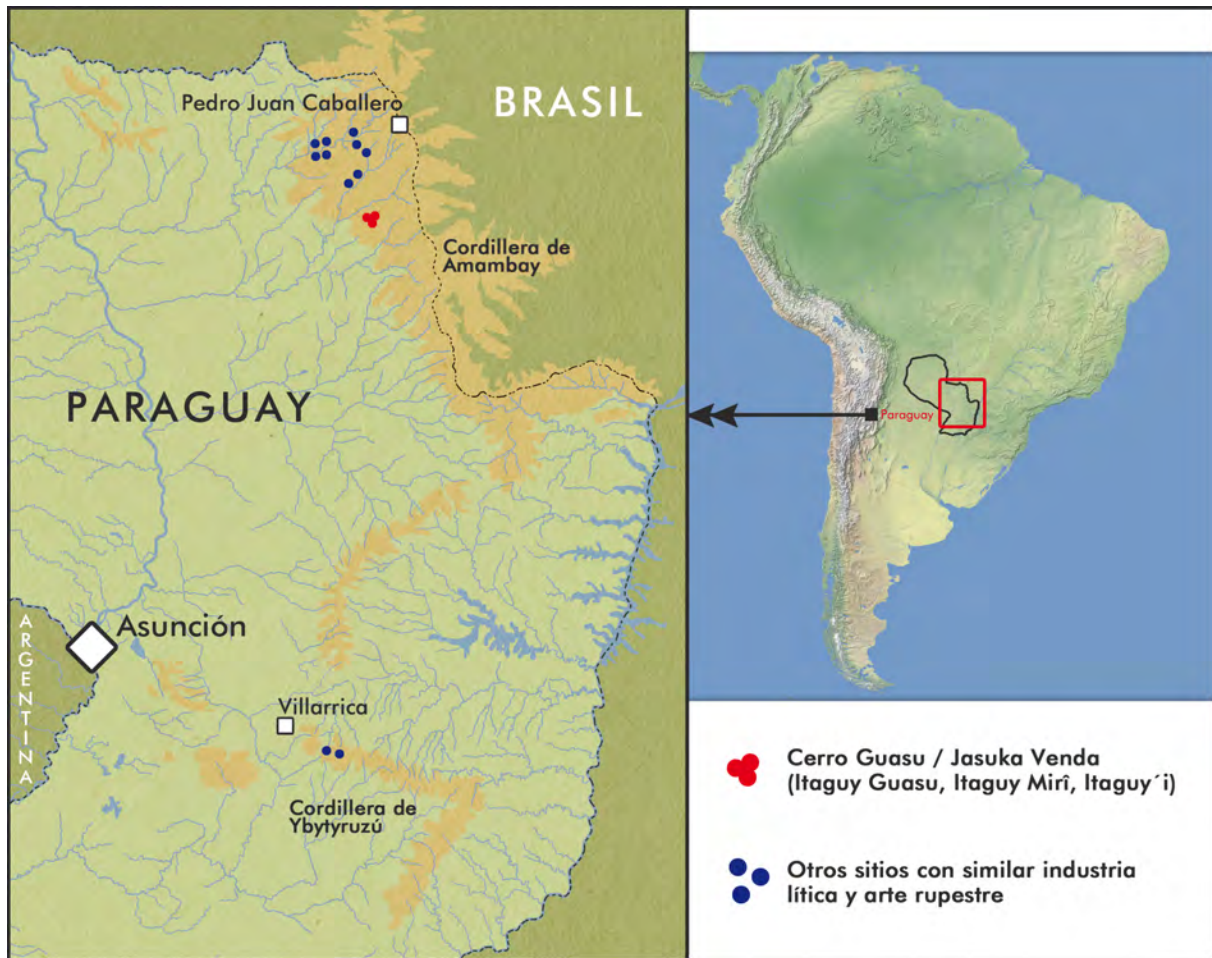 Pedro Juan Caballero
BRASIL
Cordillera de
Amambay
PARAGUAY
Asunción
ARGENTINA
Villarrica
Cordillera de
Ybytyruzú
Paraguay
Cerro Guasu / Jasuka Venda
(Itaguy Guasu, Itaguy Mirî, Itaguy´i)
Otros sitios con similar industria
lítica y arte rupestre